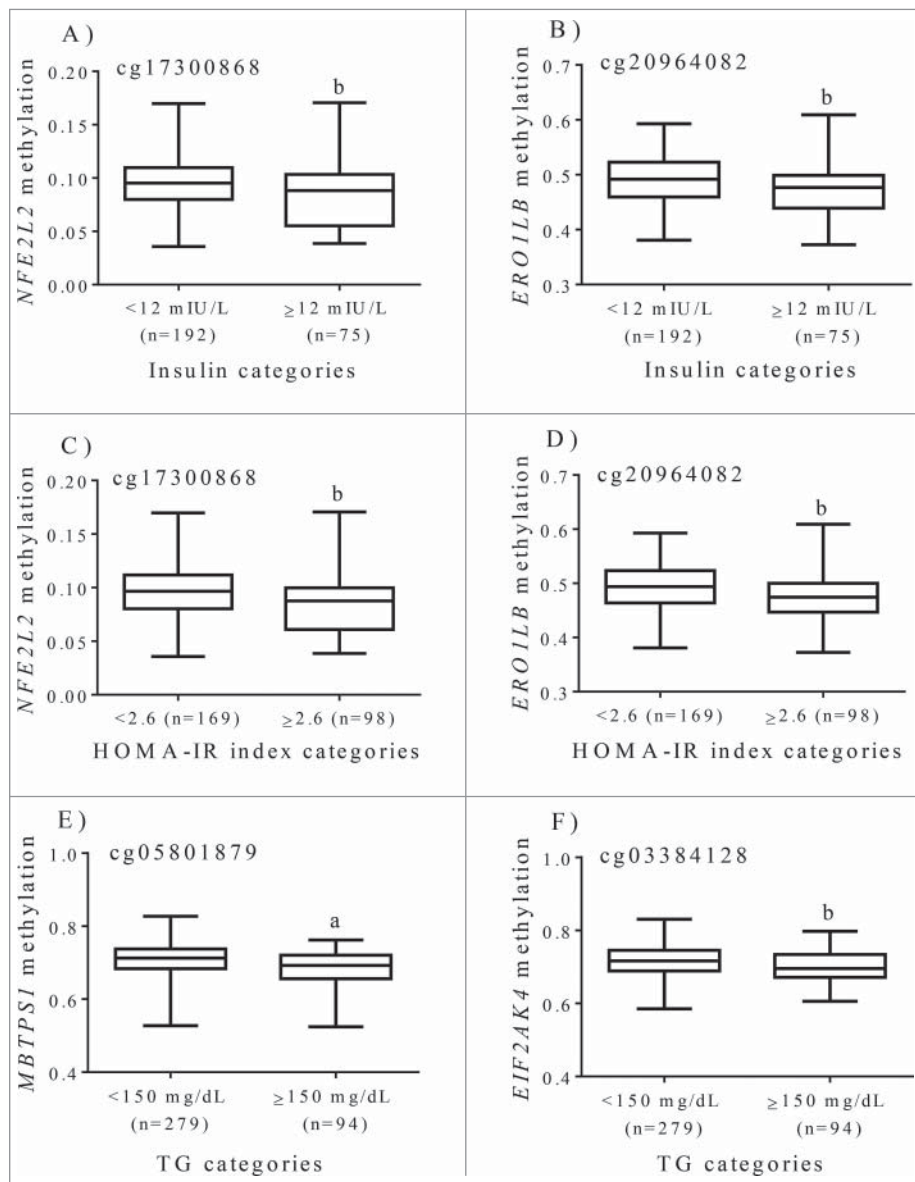 A)
cg17300868
NFE2L2 methylation
0.20
0.15
0.10
0.05
0.00
b
<12 mIU/L
(n=192)
≥12 mIU/L
(n=75)
Insulin categories
B)
cg20964082
ERO1LB methylation
0.7
0.6
0.5
0.4
0.3
b
<12 mIU/L
(n=192)
≥12 mIU/L
(n=75)
Insulin categories
C)
cg17300868
NFE2L2 methylation
0.20
0.15
0.10
0.05
0.00
b
<2.6 (n=169)
≥2.6 (n=98)
HOMA-IR index categories
D)
cg20964082
ERO1LB methylation
0.7
0.6
0.5
0.4
0.3
b
<2.6 (n=169)
≥2.6 (n=98)
HOMA-IR index categories
E)
cg05801879
MBTPS1 methylation
1.0
0.8
0.6
0.4
a
<150 mg/dL
(n=279)
≥150 mg/dL
(n=94)
TG categories
F)
cg03384128
EIF2AK4 methylation
1.0
0.8
0.6
0.4
b
<150 mg/dL
(n=279)
≥150 mg/dL
(n=94)
TG categories